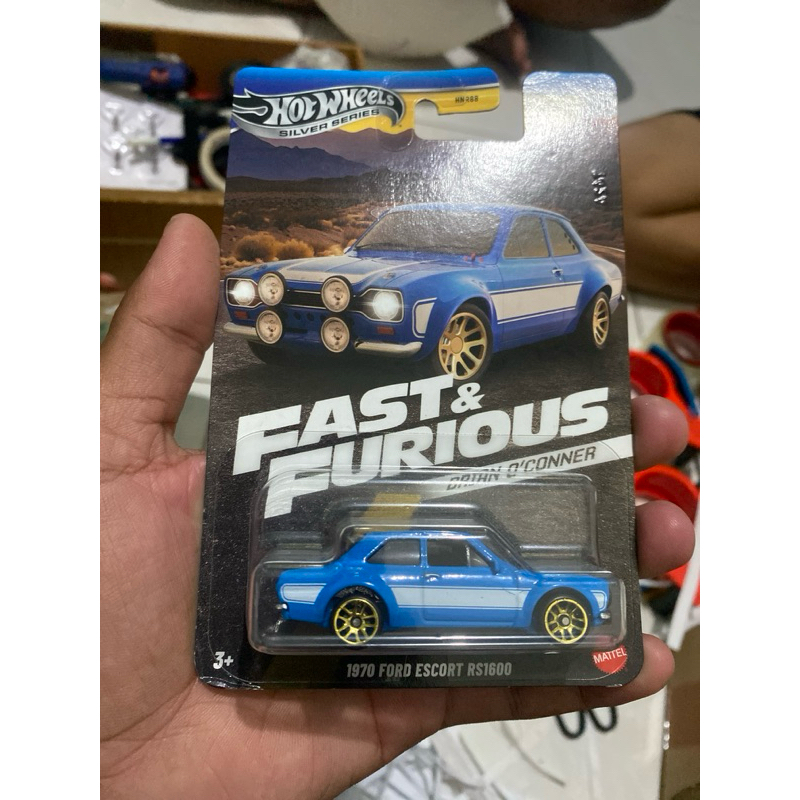 Hot Wheels
SILVER SERIES
FAST &
FURIOUS
BRIAN O'CONNER
3+
1970 FORD ESCORT RS1600
MATTEL